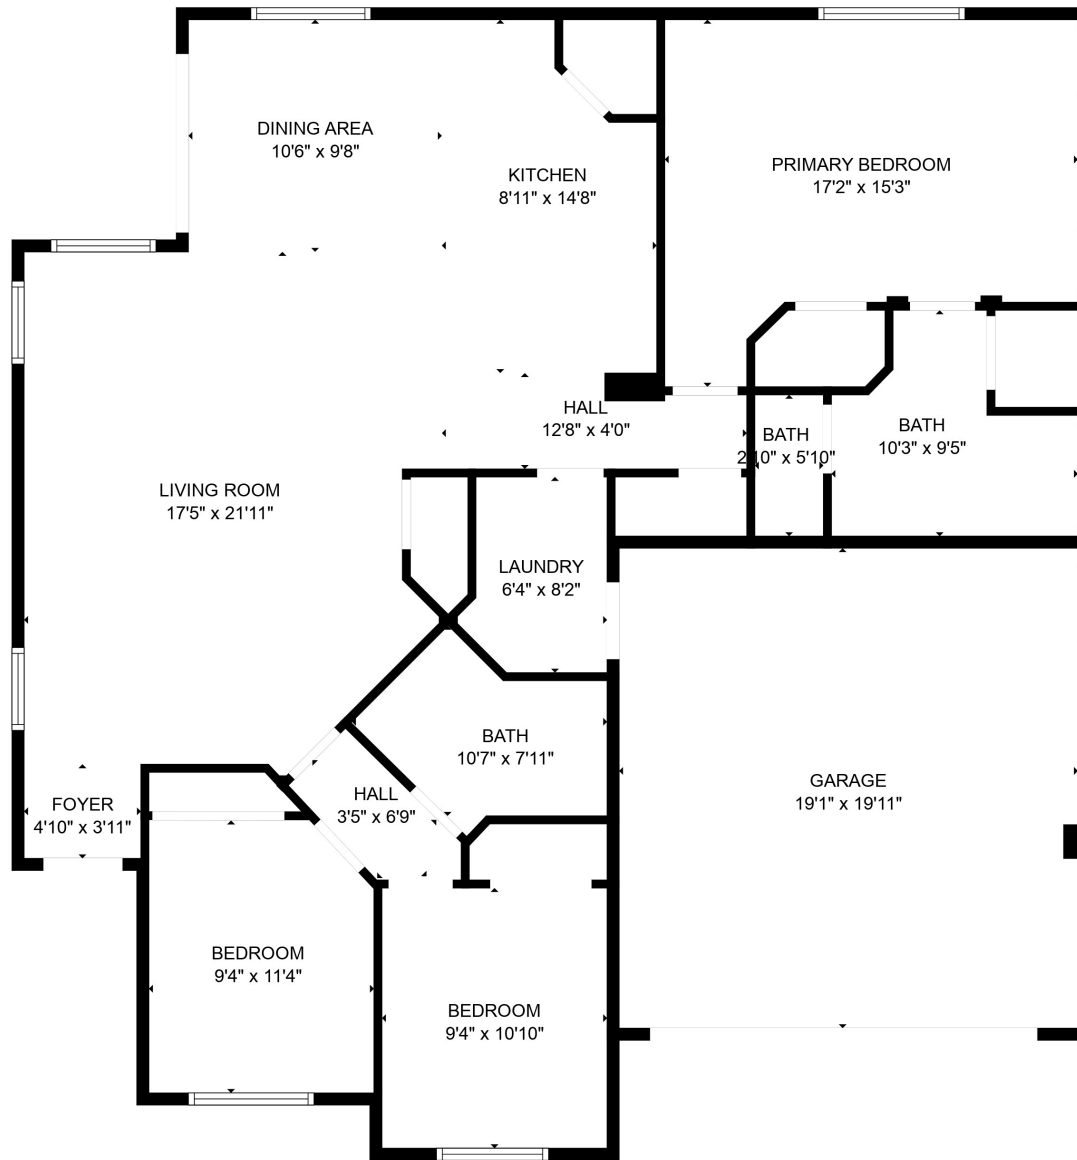 DINING AREA
10'6" x 9'8"
KITCHEN
8'11" x 14'8"
PRIMARY BEDROOM
17'2" x 15'3"
HALL
12'8" x 4'0"
BATH
2'10" x 5'10"
BATH
10'3" x 9'5"
LIVING ROOM
17'5" x 21'11"
LAUNDRY
6'4" x 8'2"
BATH
10'7" x 7'11"
GARAGE
19'1" x 19'11"
FOYER
4'10" x 3'11"
HALL
3'5" x 6'9"
BEDROOM
9'4" x 11'4"
BEDROOM
9'4" x 10'10"